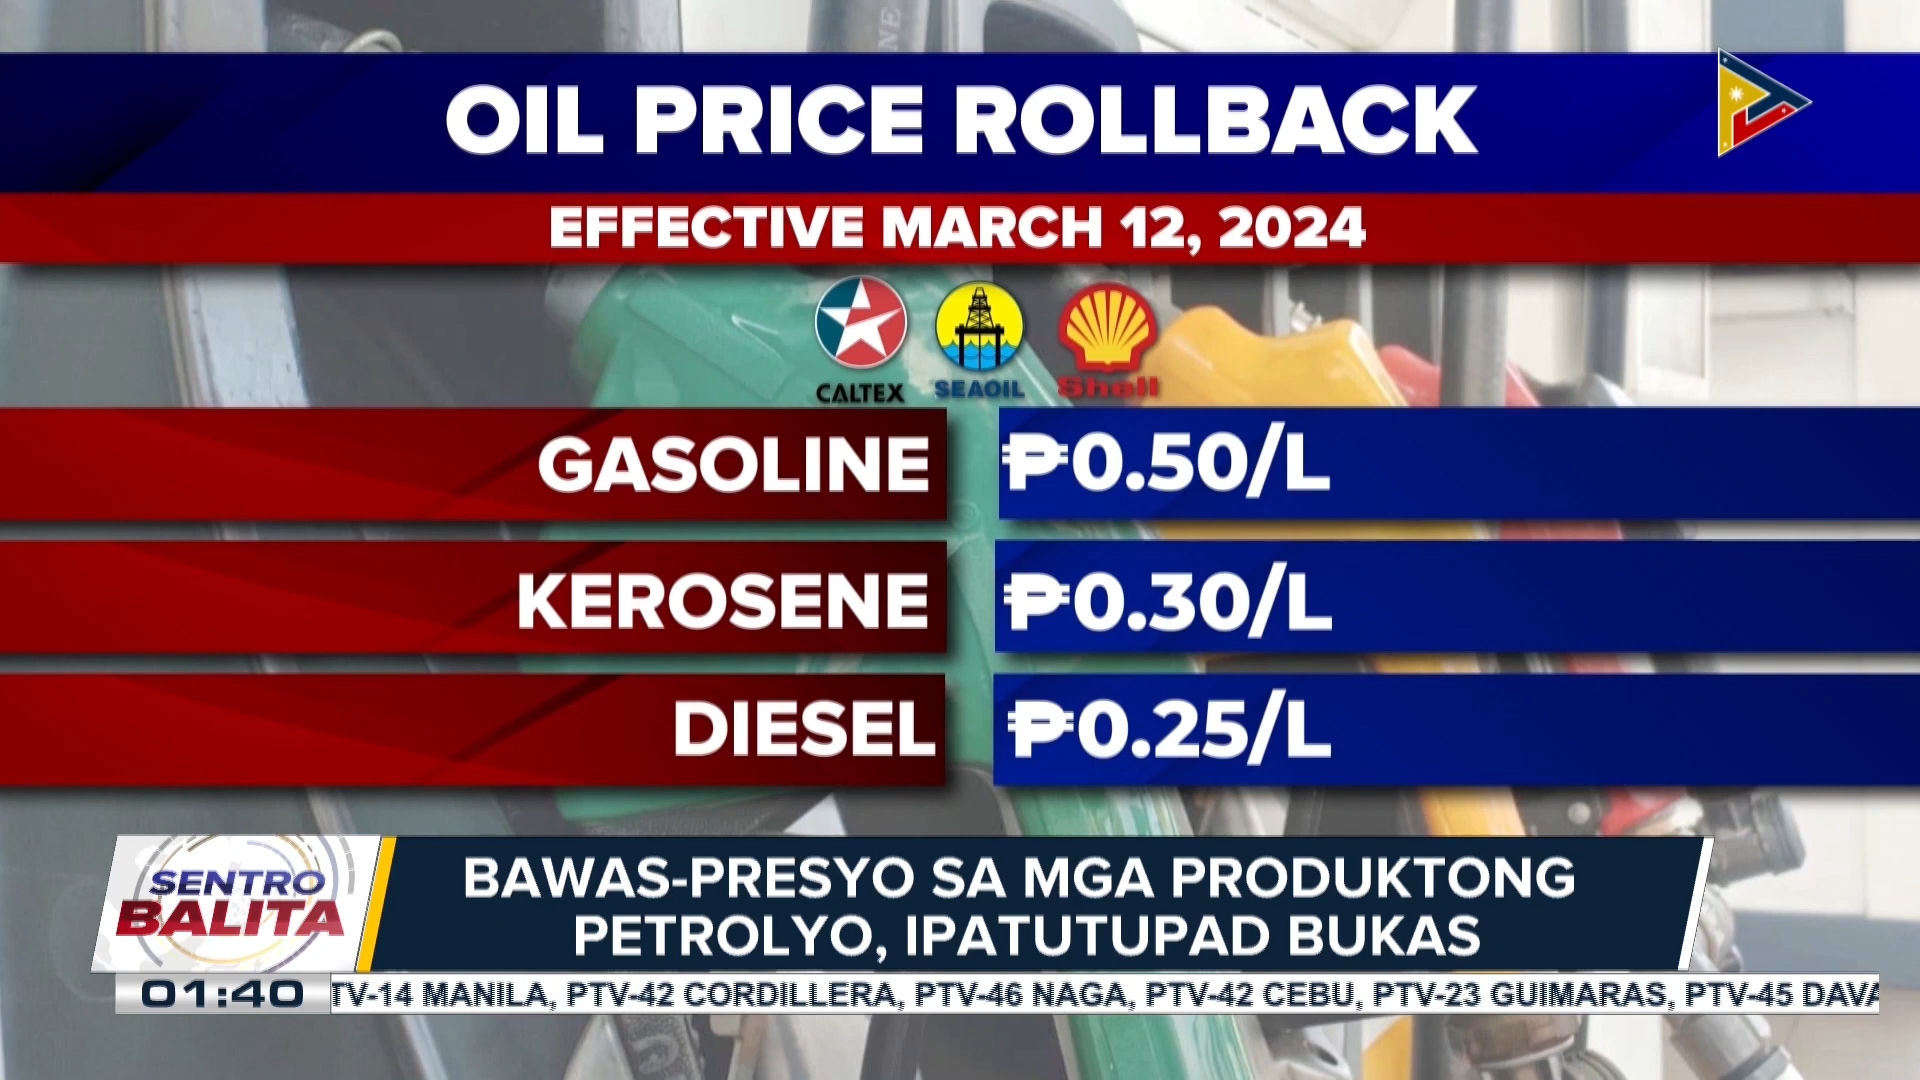 OIL PRICE ROLLBACK
EFFECTIVE MARCH 12, 2024
CALTEX SEAOIL Shell
GASOLINE ₱0.50/L
KEROSENE ₱0.30/L
DIESEL ₱0.25/L
SENTRO
BALITA
BAWAS-PRESYO SA MGA PRODUKTONG
PETROLYO, IPATUTUPAD BUKAS
01:40 TV-14 MANILA, PTV-42 CORDILLERA, PTV-46 NAGA, PTV-42 CEBU, PTV-23 GUIMARAS, PTV-45